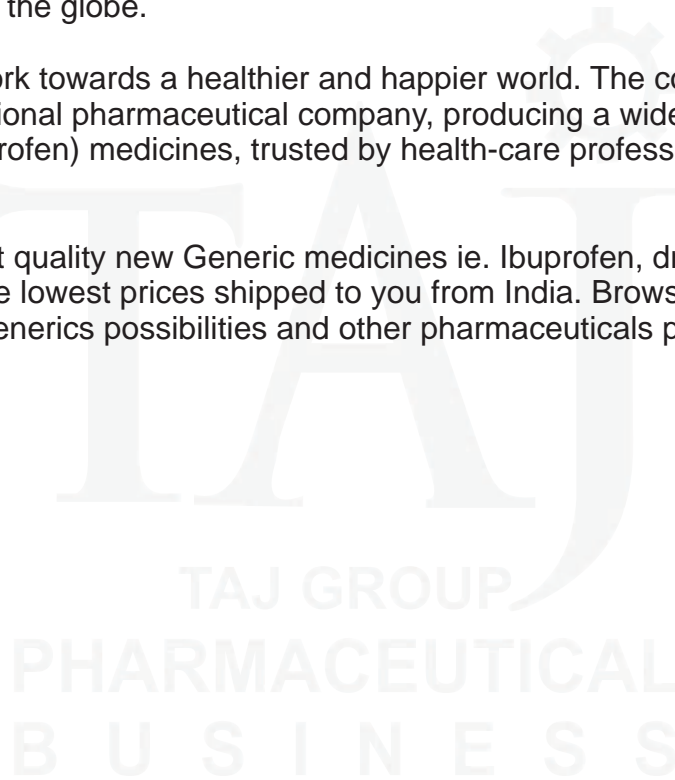 the globe.
ork towards a healthier and happier world. The co
ional pharmaceutical company, producing a wide
rofen) medicines, trusted by health-care profess
t quality new Generic medicines ie. Ibuprofen, dr
e lowest prices shipped to you from India. Brows
enerics possibilities and other pharmaceuticals p
TAJ
TAJ GROUP
PHARMACEUTICAL
BUSINESS